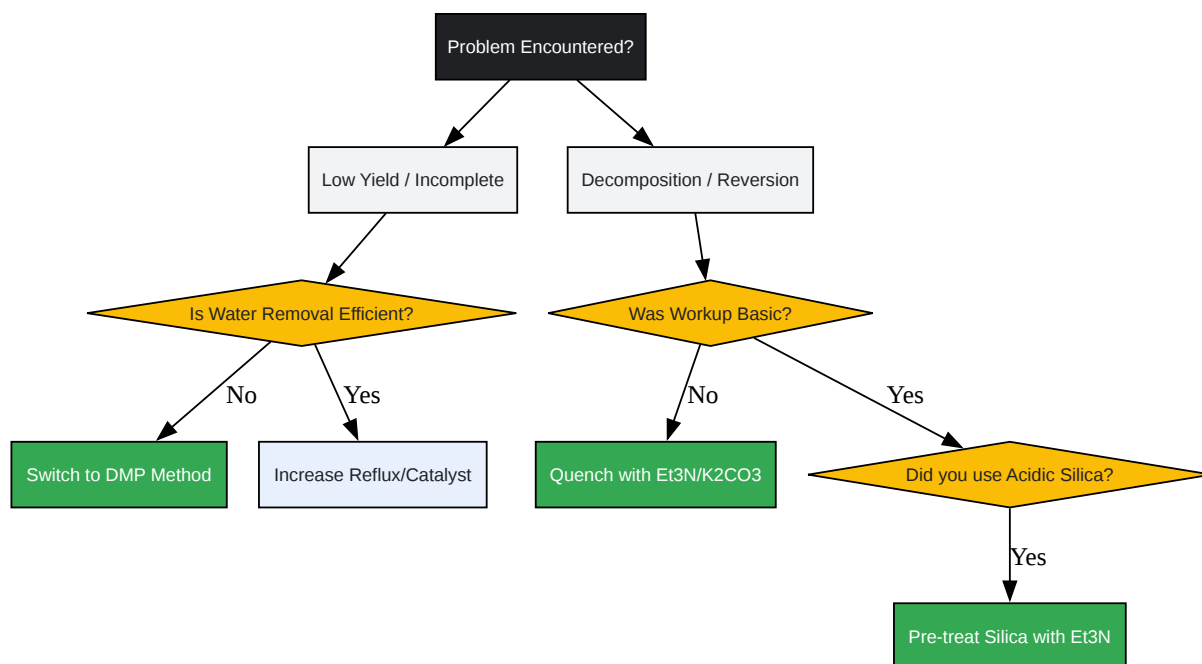 Problem Encountered?
Low Yield / Incomplete
Decomposition / Reversion
Is Water Removal Efficient?
Was Workup Basic?
No
Yes
No
Yes
Switch to DMP Method
Increase Reflux/Catalyst
Quench with Et3N/K2CO3
Did you use Acidic Silica?
Yes
Pre-treat Silica with Et3N